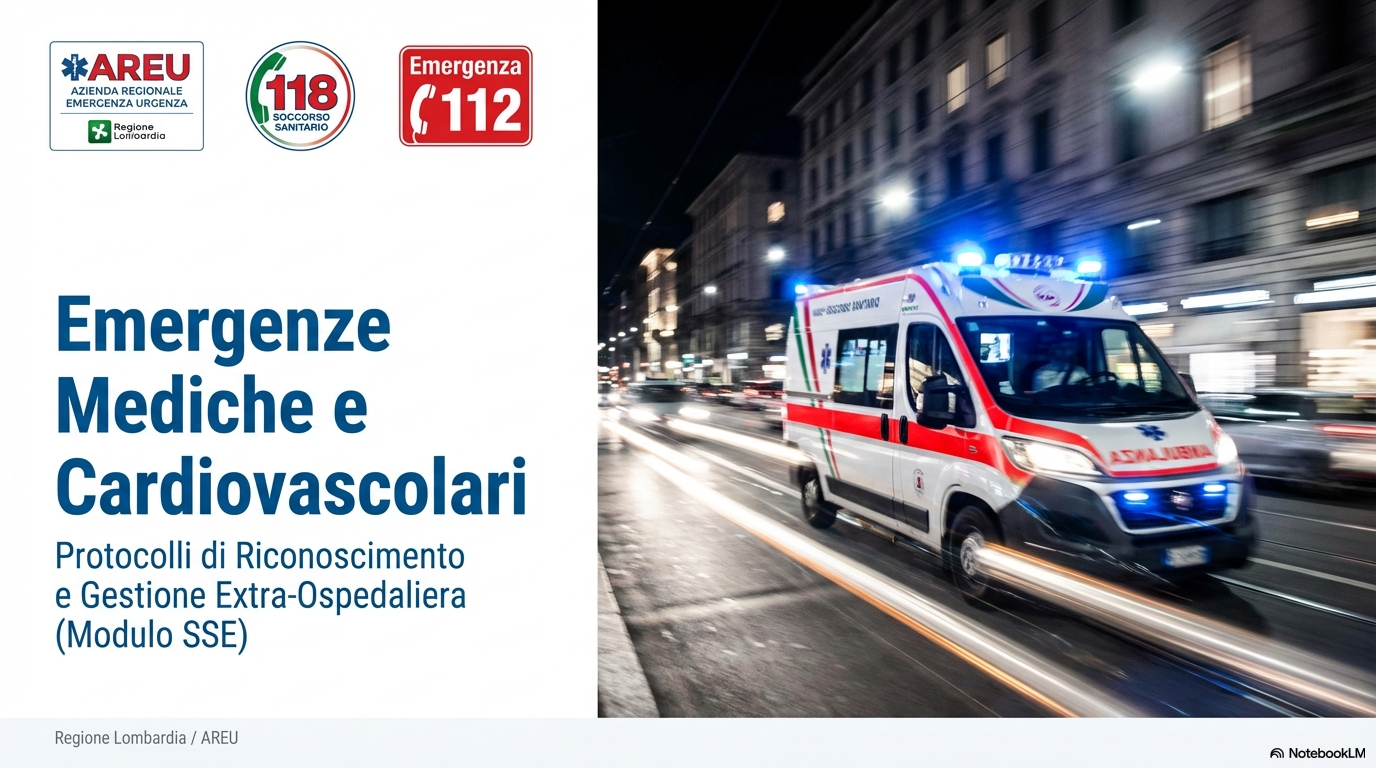 AREU
AZIENDA REGIONALE
EMERGENZA URGENZA
Regione
Lombardia
118
SOCCORSO
SANITARIO
Emergenza
112
Emergenze
Mediche e
Cardiovascolari
Protocolli di Riconoscimento
e Gestione Extra-Ospedaliera
(Modulo SSE)
AMBULANZA
Regione Lombardia / AREU
NotebookLM